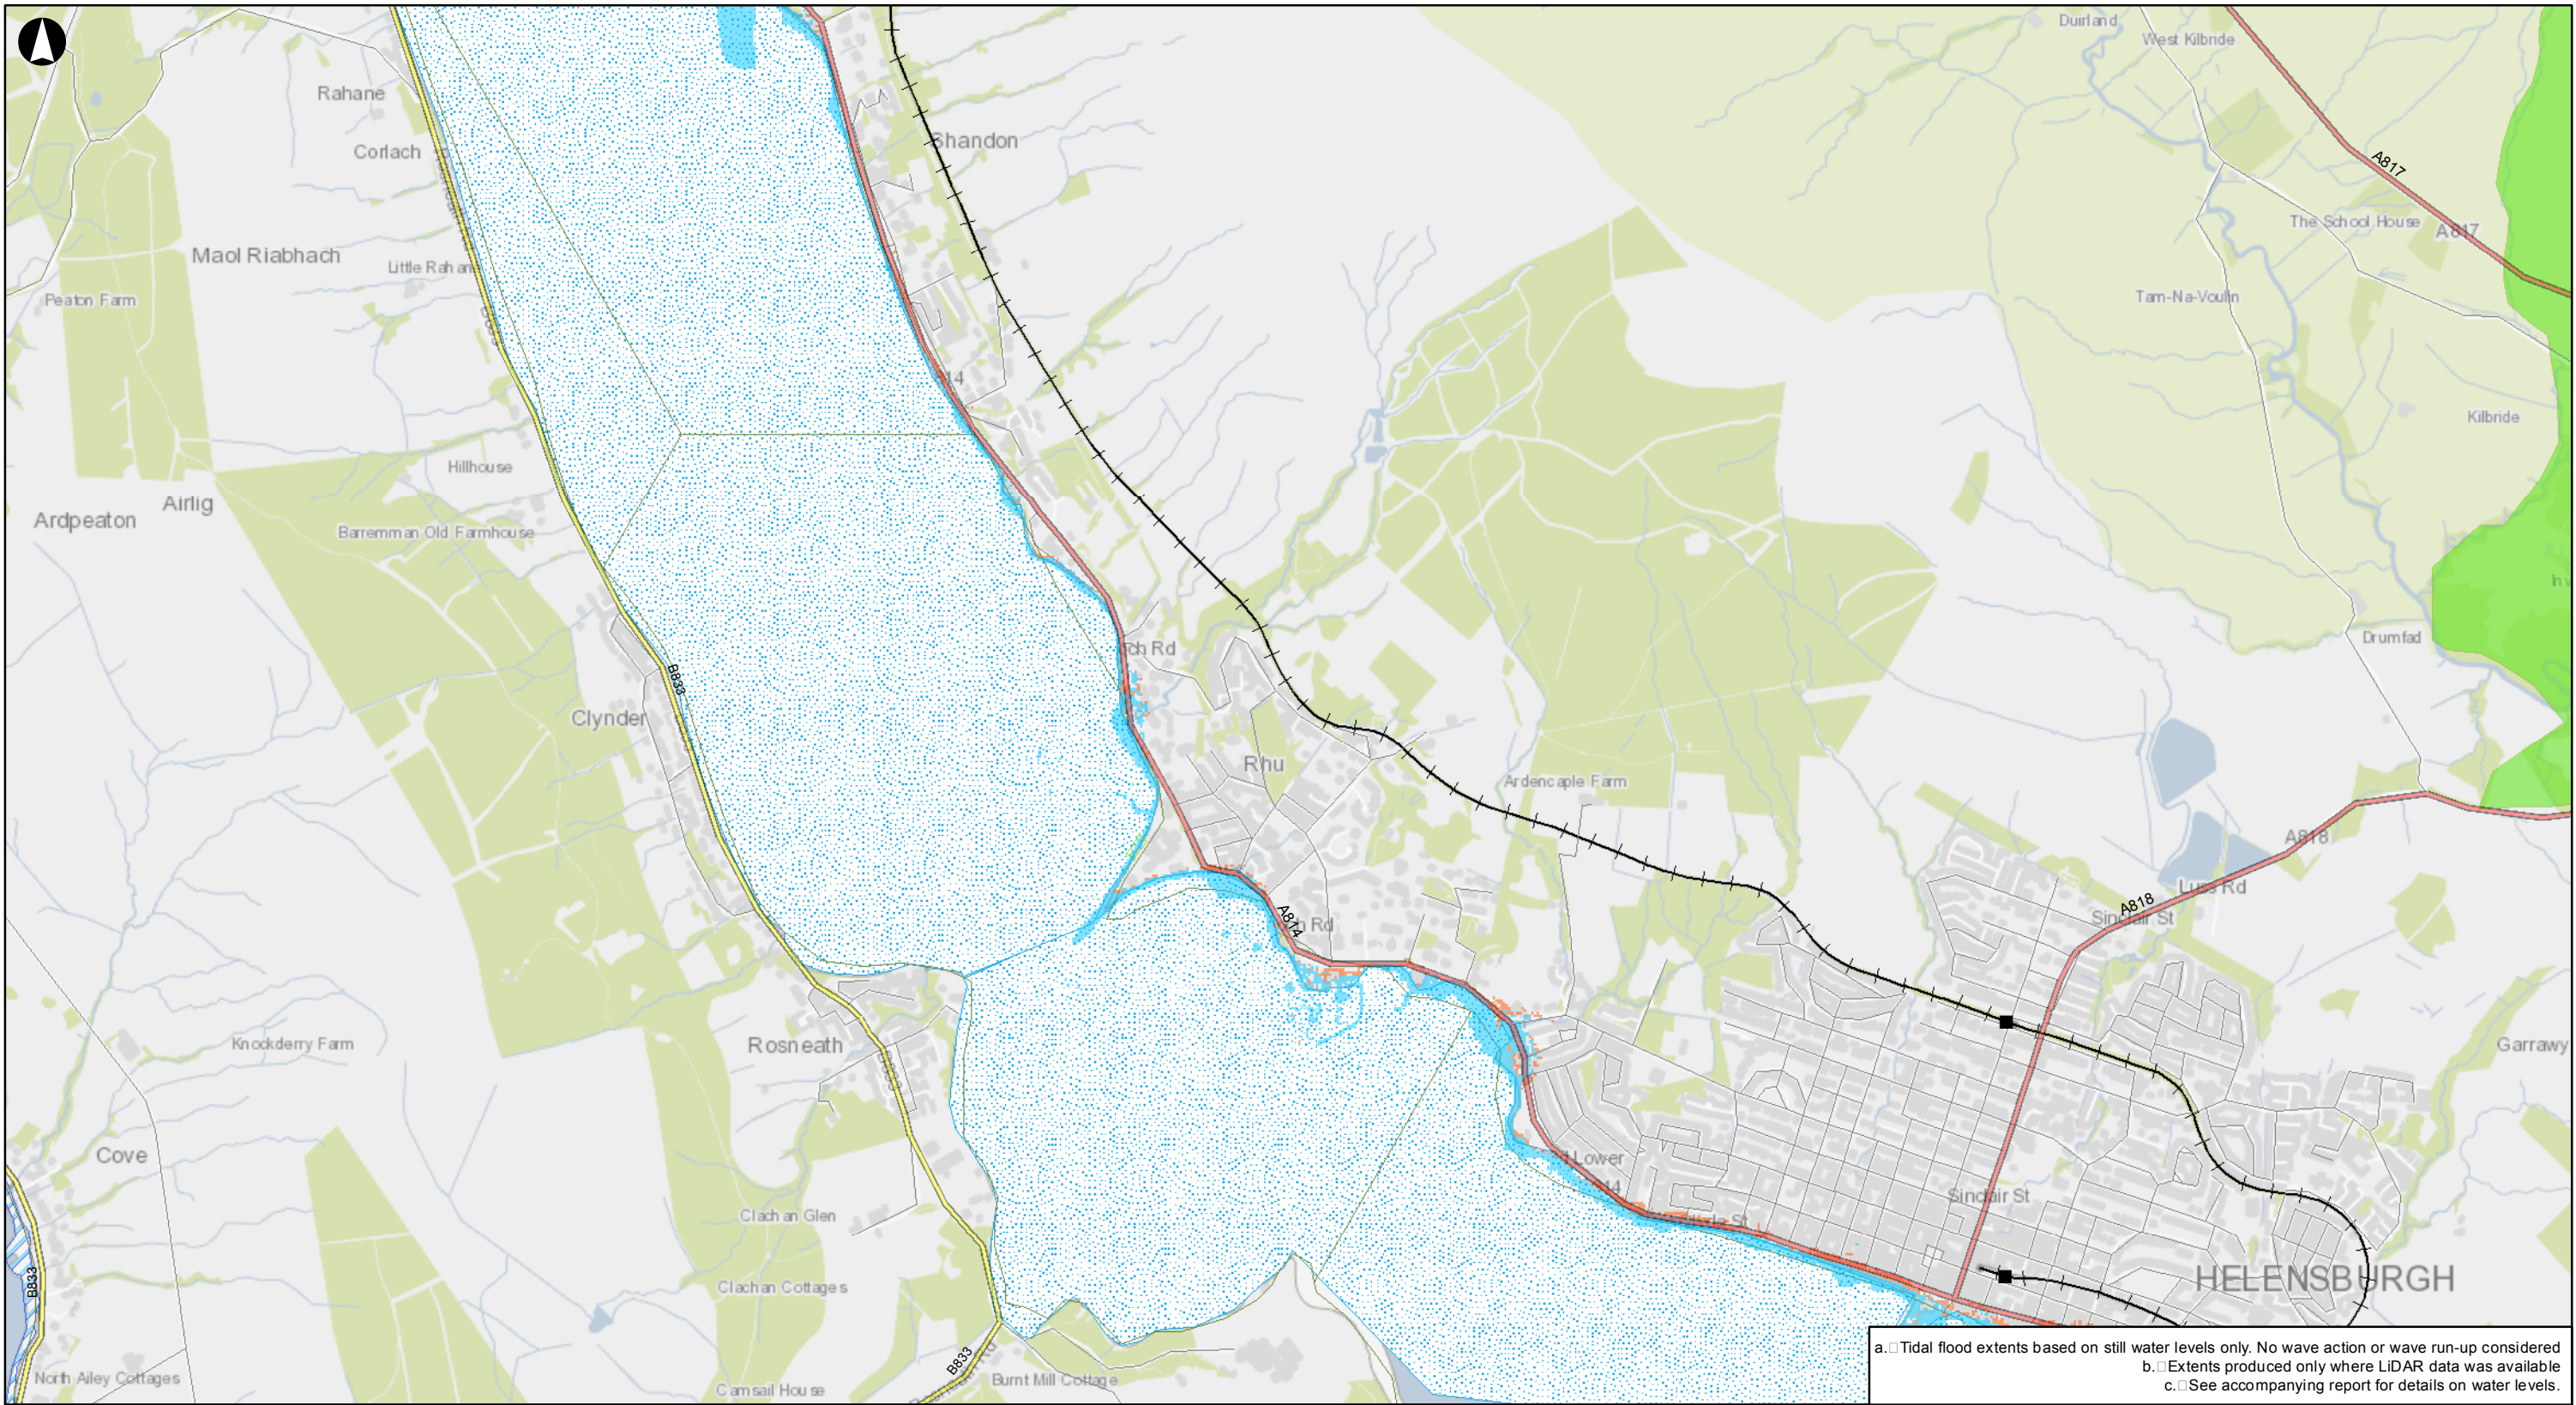 Duirland
West Kilbride
Rahane
Shandon
Corlach
A817
The School House
A817
Maol Riabhach
Little Rahane
Peaton Farm
Tam-Na-Voulin
Kilbride
Hillhouse
Airlig
Ardpeaton
Barremman Old Farmhouse
Drumfad
Rd
B833
Clynder
Rhu
Ardencaple Farm
A818
Luss Rd
A818
Sinclair St
A814
Rd
Knockderry Farm
Rosneath
Garrawy
Cove
Lower
Sinclair St
Clachan Glen
HELENSBURGH
B833
Clachan Cottages
B833
North Ailey Cottages
Camsail House
Burnt Mill Cottage
a. Tidal flood extents based on still water levels only. No wave action or wave run-up considered
b. Extents produced only where LiDAR data was available
c. See accompanying report for details on water levels.